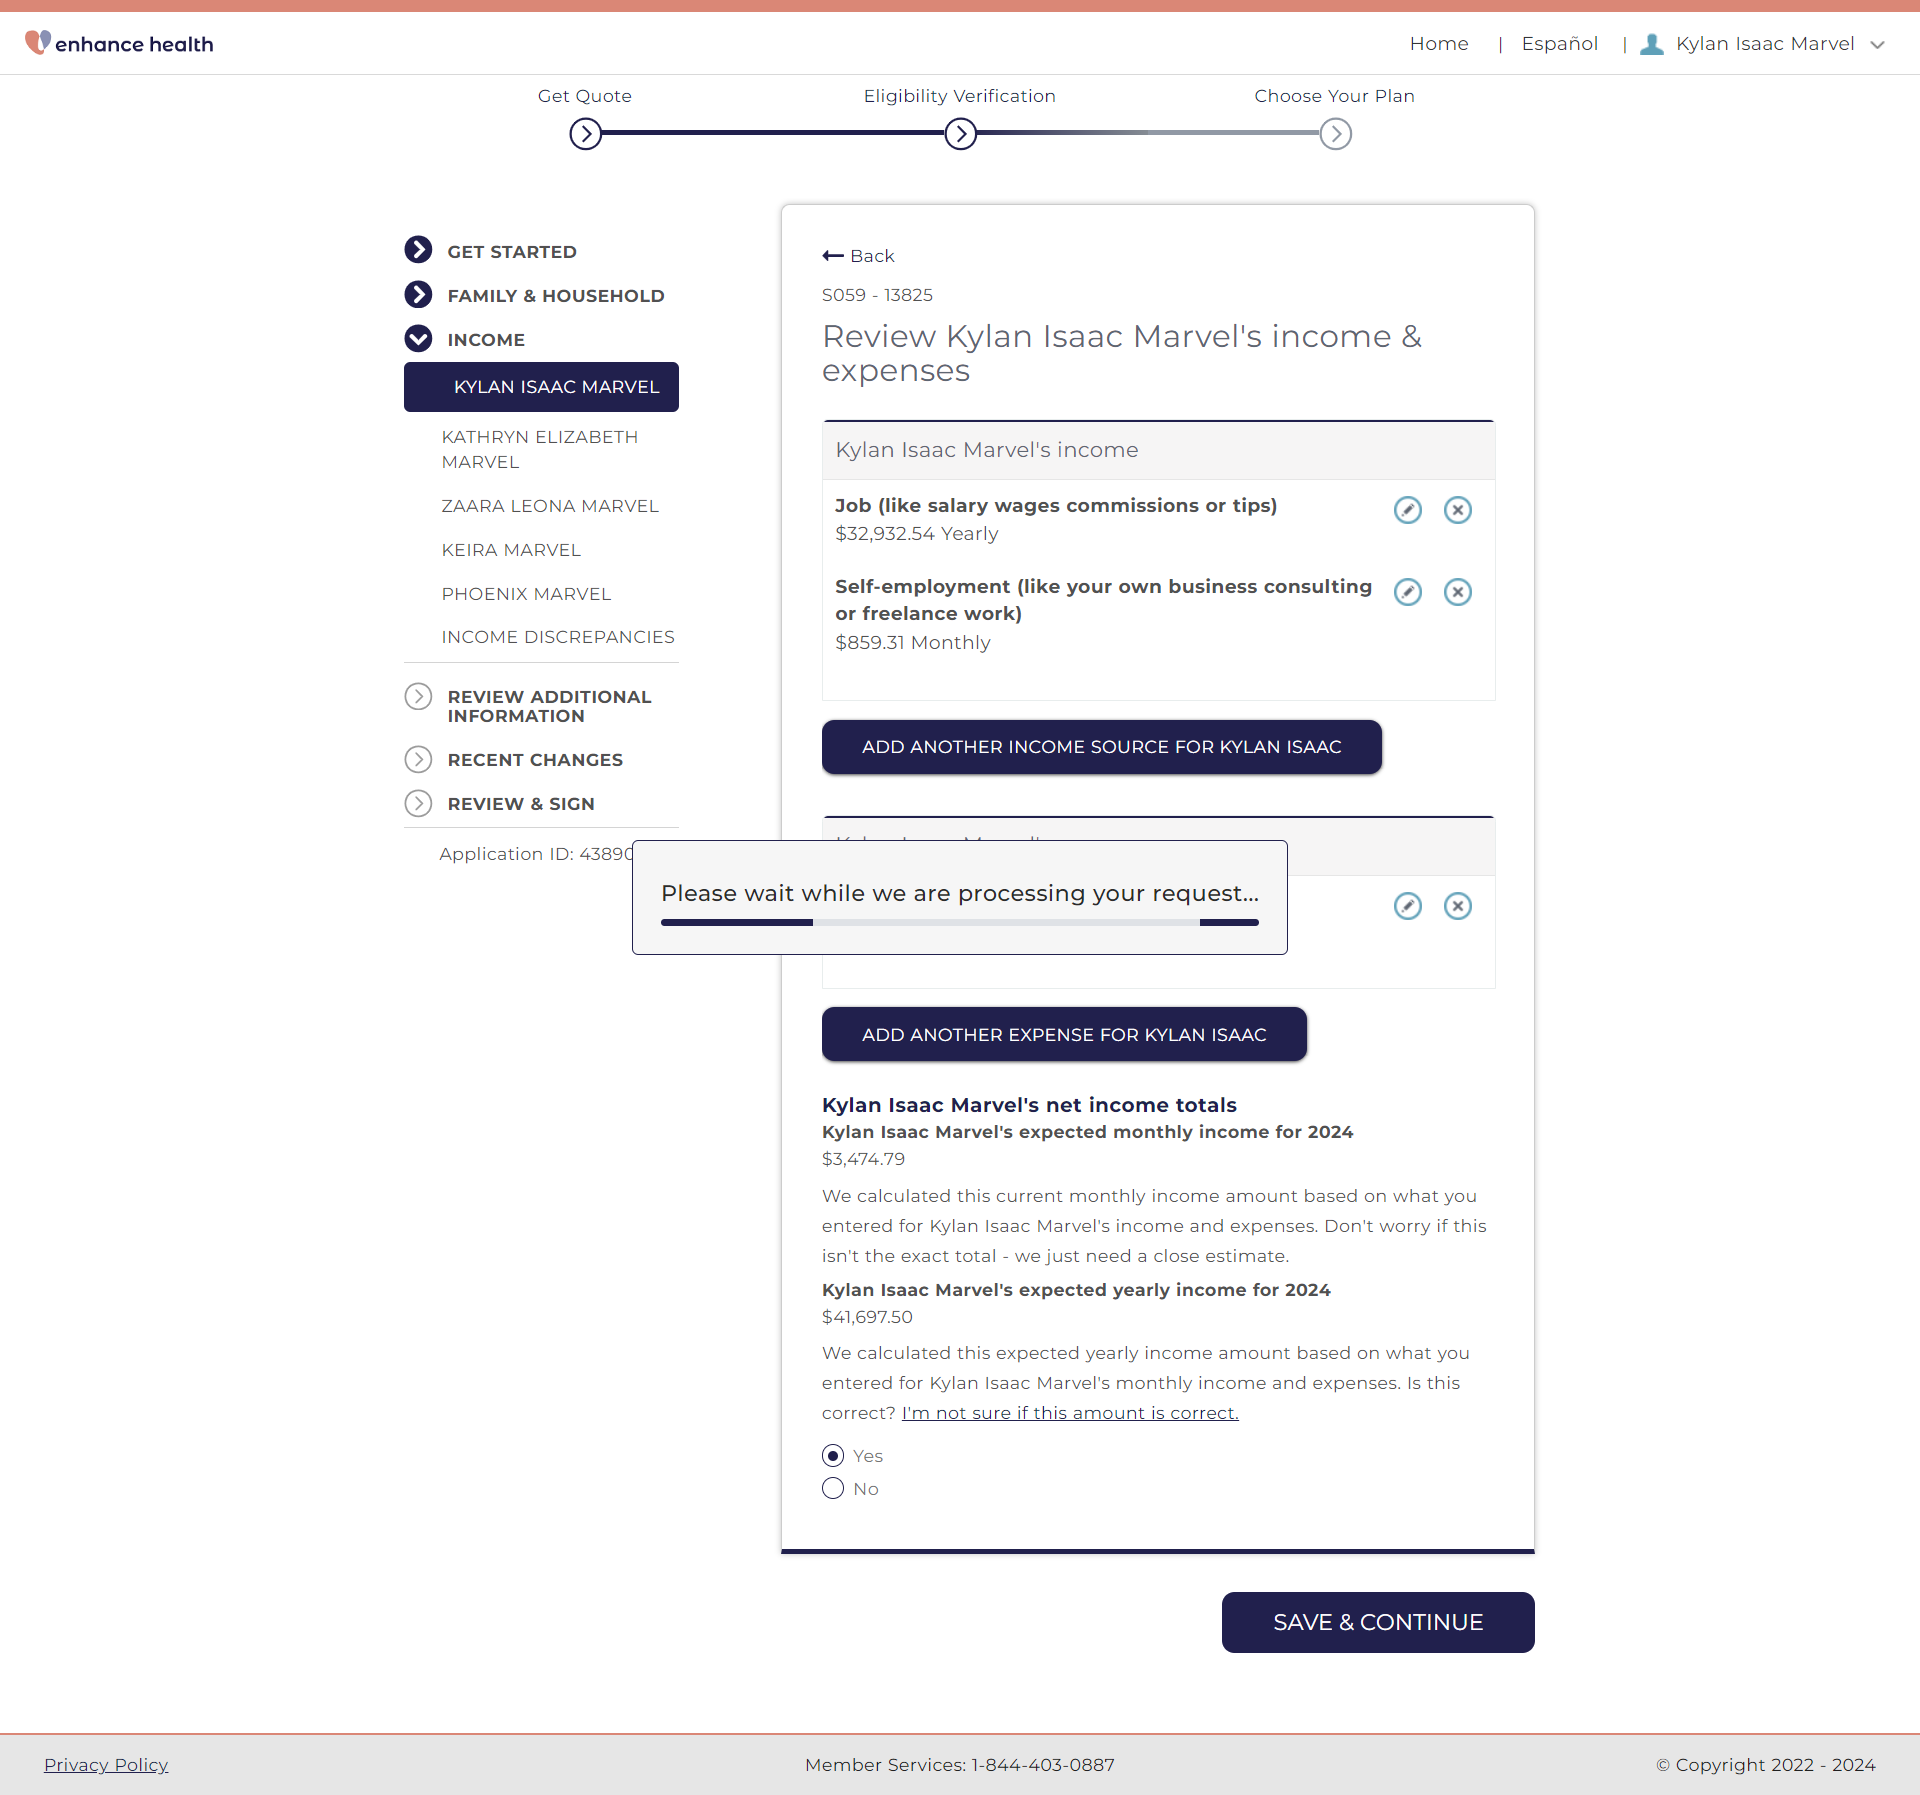 enhance health
Home | Español | Kylan Isaac Marvel
Get Quote
Eligibility Verification
Choose Your Plan
GET STARTED
FAMILY & HOUSEHOLD
INCOME
KYLAN ISAAC MARVEL
KATHRYN ELIZABETH
MARVEL
ZAARA LEONA MARVEL
KEIRA MARVEL
PHOENIX MARVEL
INCOME DISCREPANCIES
REVIEW ADDITIONAL
INFORMATION
RECENT CHANGES
REVIEW & SIGN
Application ID: 43890
Back
S059 - 13825
Review Kylan Isaac Marvel's income &
expenses
Kylan Isaac Marvel's income
Job (like salary wages commissions or tips)
$32,932.54 Yearly
Self-employment (like your own business consulting
or freelance work)
$859.31 Monthly
ADD ANOTHER INCOME SOURCE FOR KYLAN ISAAC
Please wait while we are processing your request...
ADD ANOTHER EXPENSE FOR KYLAN ISAAC
Kylan Isaac Marvel's net income totals
Kylan Isaac Marvel's expected monthly income for 2024
$3,474.79
We calculated this current monthly income amount based on what you
entered for Kylan Isaac Marvel's income and expenses. Don't worry if this
isn't the exact total - we just need a close estimate.
Kylan Isaac Marvel's expected yearly income for 2024
$41,697.50
We calculated this expected yearly income amount based on what you
entered for Kylan Isaac Marvel's monthly income and expenses. Is this
correct? I'm not sure if this amount is correct.
Yes
No
SAVE & CONTINUE
Privacy Policy
Member Services: 1-844-403-0887
© Copyright 2022 - 2024